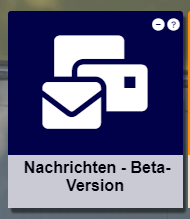 − ?
Nachrichten - Beta-
Version